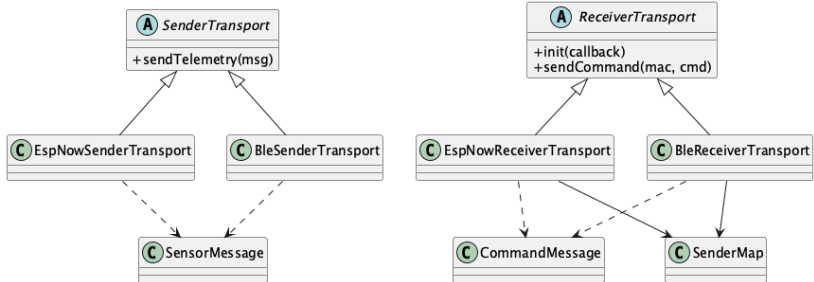 A SenderTransport
+sendTelemetry(msg)
C EspNowSenderTransport
C BleSenderTransport
C SensorMessage
A ReceiverTransport
+init(callback)
+sendCommand(mac, cmd)
C EspNowReceiverTransport
C BleReceiverTransport
C CommandMessage
C SenderMap